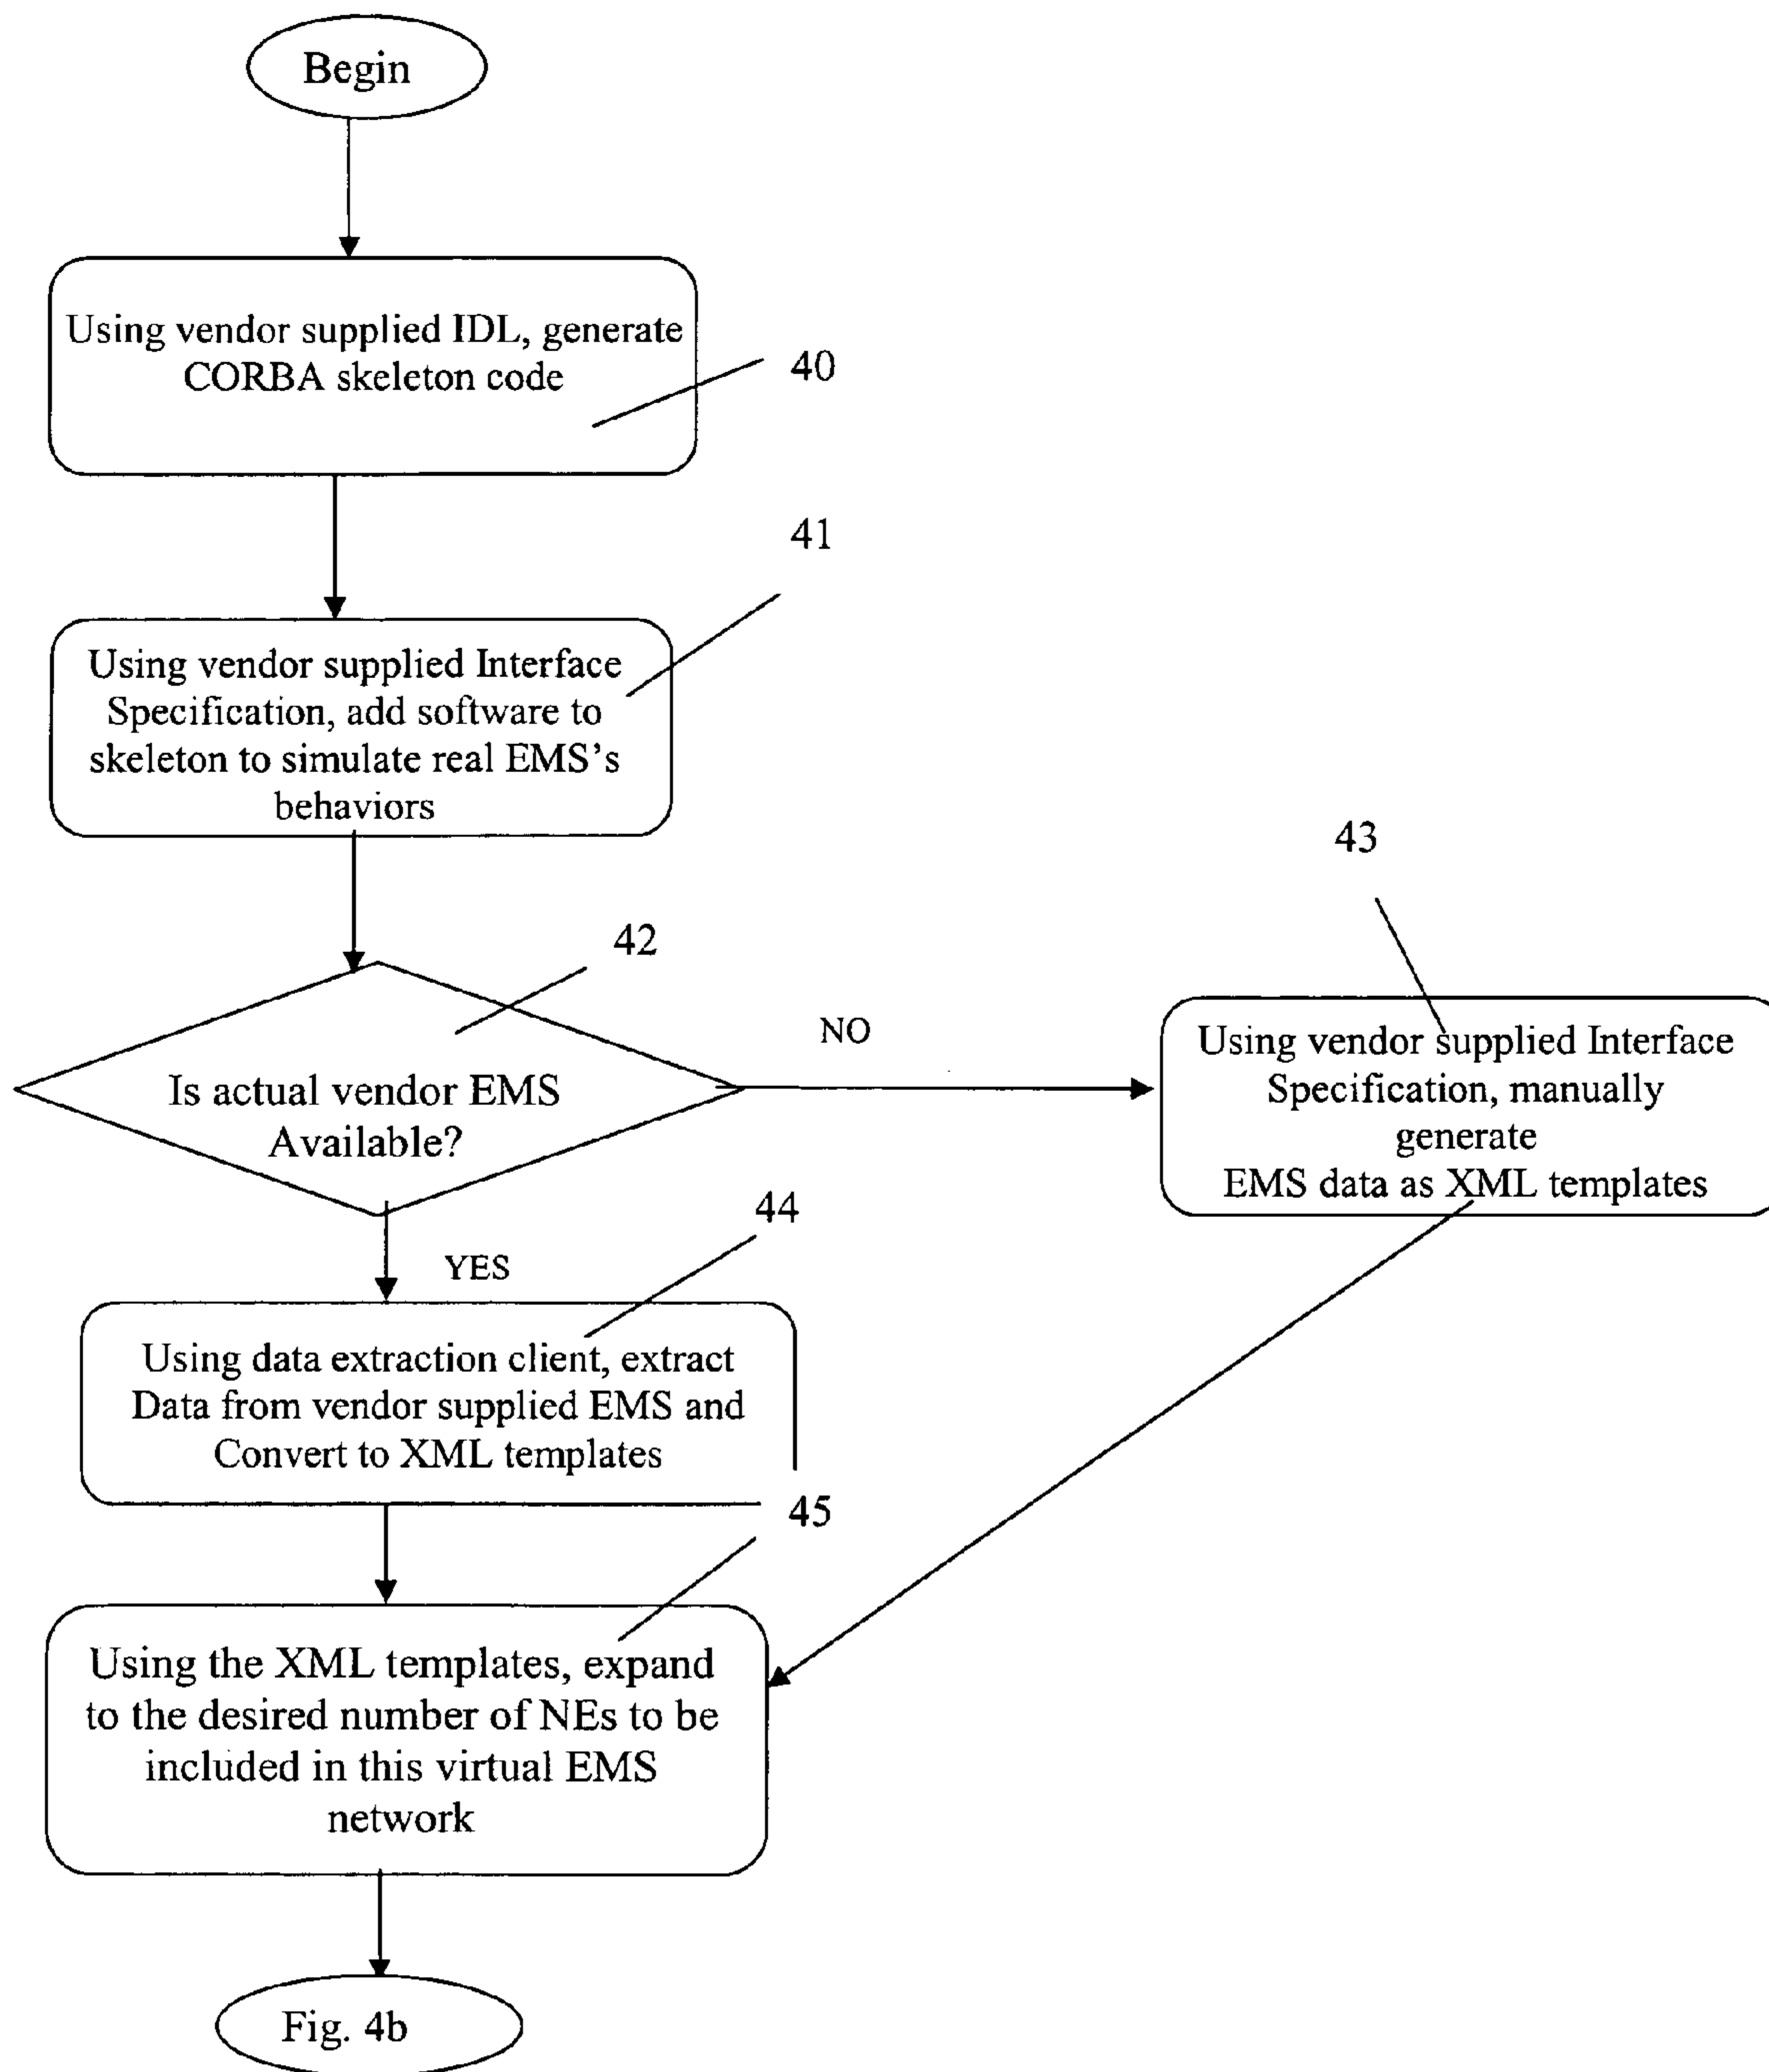 Begin
Using vendor supplied IDL, generate
CORBA skeleton code
40
41
Using vendor supplied Interface
Specification, add software to
skeleton to simulate real EMS's
behaviors
42
Is actual vendor EMS
Available?
NO
43
Using vendor supplied Interface
Specification, manually
generate
EMS data as XML templates
YES
44
Using data extraction client, extract
Data from vendor supplied EMS and
Convert to XML templates
45
Using the XML templates, expand
to the desired number of NEs to be
included in this virtual EMS
network
Fig. 4b